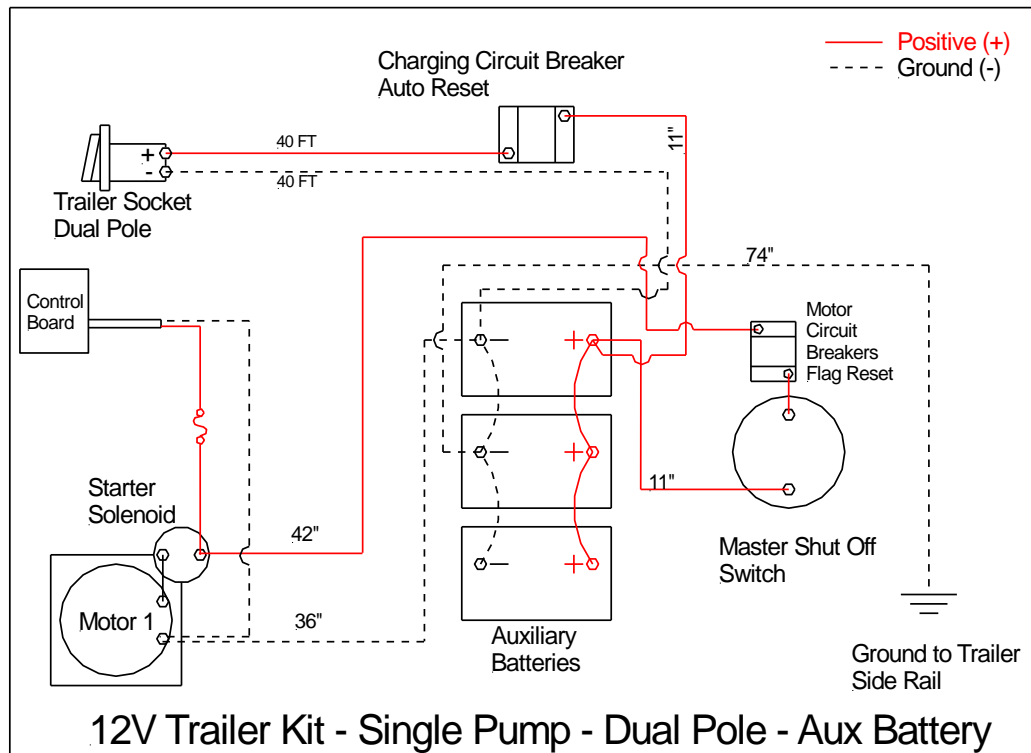 Positive (+)
Ground (-)
Charging Circuit Breaker
Auto Reset
40 FT
11"
+
-
40 FT
Trailer Socket
Dual Pole
74"
Control
Board
Motor
Circuit
Breakers
Flag Reset
+
−
+
−
+
−
11"
Starter
Solenoid
42"
Master Shut Off
Switch
Motor 1
36"
Auxiliary
Batteries
Ground to Trailer
Side Rail
12V Trailer Kit - Single Pump - Dual Pole - Aux Battery